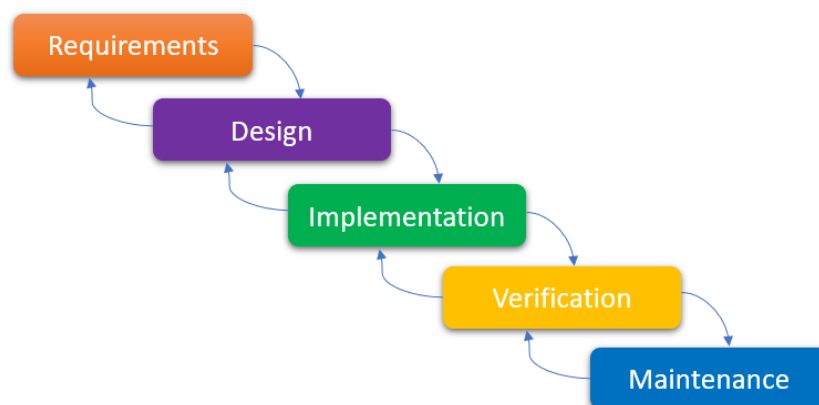 Requirements
Design
Implementation
Verification
Maintenance